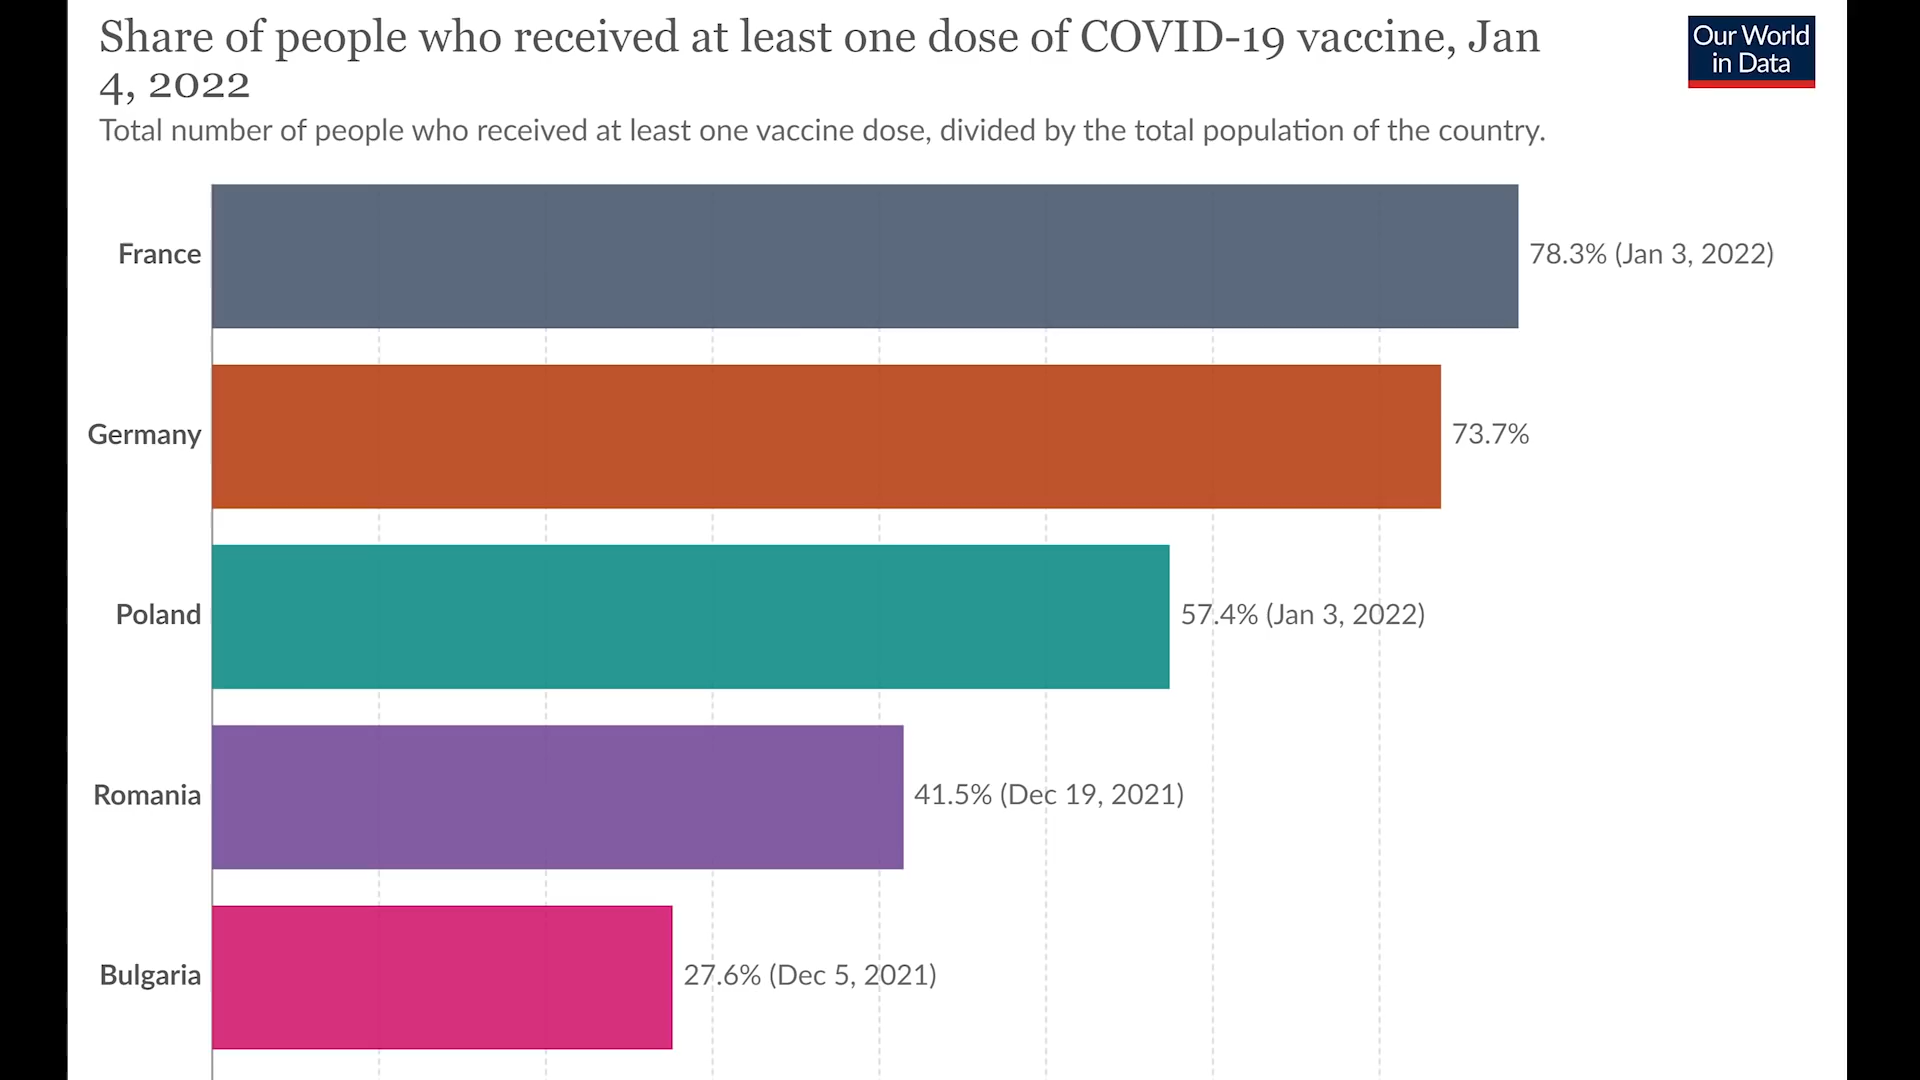 Share of people who received at least one dose of COVID-19 vaccine, Jan
4, 2022
Our World
in Data
Total number of people who received at least one vaccine dose, divided by the total population of the country.
France 78.3% (Jan 3, 2022)
Germany 73.7%
Poland 57.4% (Jan 3, 2022)
Romania 41.5% (Dec 19, 2021)
Bulgaria 27.6% (Dec 5, 2021)